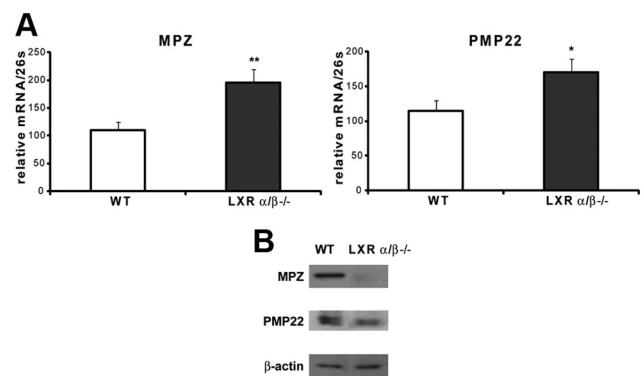 A
MPZ
relative mRNA/26s
250
200
150
100
50
0
**
WT
LXR α/β-/-
PMP22
relative mRNA/26s
200
150
100
50
0
*
WT
LXR α/β-/-
B
WT LXR α/β-/-
MPZ
PMP22
β-actin